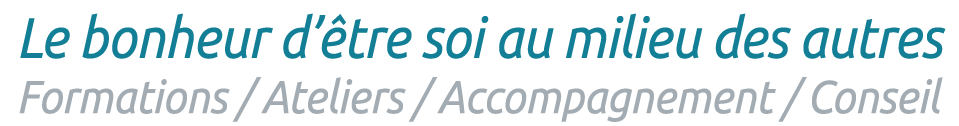 Le bonheur d’être soi au milieu des autres
Formations / Ateliers / Accompagnement / Conseil